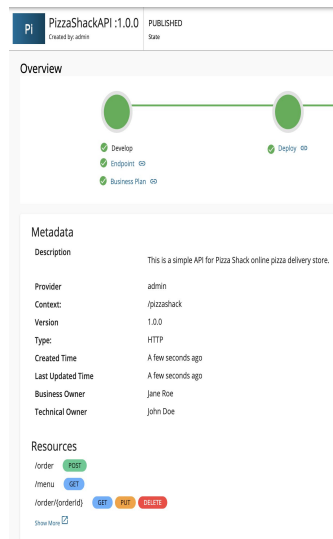 Pi
PizzaShackAPI :1.0.0
Created by: admin
PUBLISHED
State
Overview
Develop
Endpoint
Business Plan
Deploy
Metadata
Description
This is a simple API for Pizza Shack online pizza delivery store.
Provider admin
Context: /pizzashack
Version 1.0.0
Type: HTTP
Created Time A few seconds ago
Last Updated Time A few seconds ago
Business Owner Jane Roe
Technical Owner John Doe
Resources
/order POST
/menu GET
/order/{orderId} GET PUT DELETE
Show More